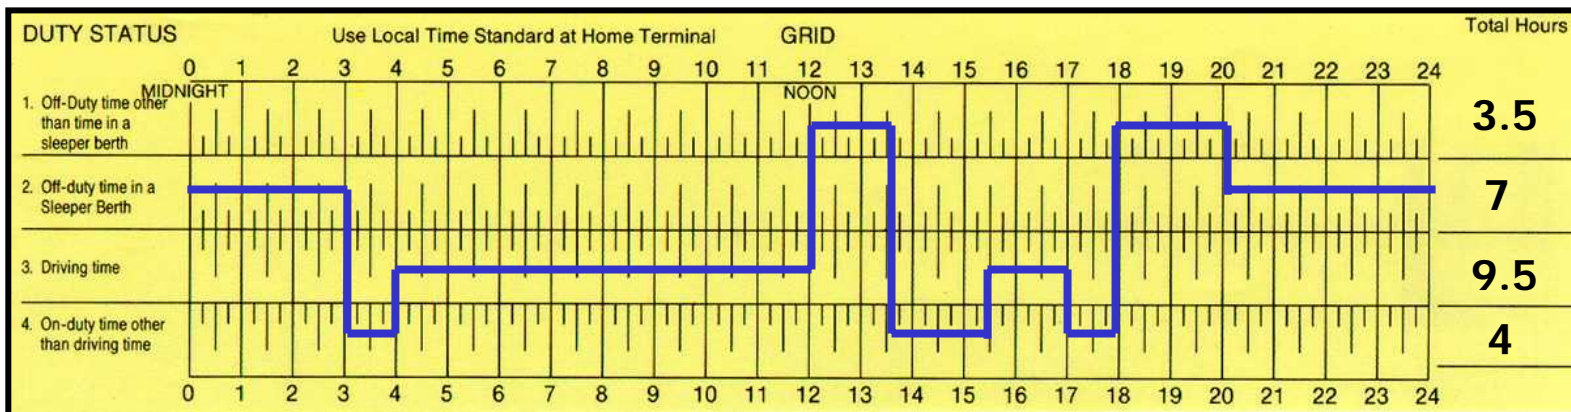 DUTY STATUS Use Local Time Standard at Home Terminal GRID Total Hours
0 1 2 3 4 5 6 7 8 9 10 11 12 13 14 15 16 17 18 19 20 21 22 23 24
MIDNIGHT NOON
1. Off-Duty time other
than time in a
sleeper berth
3.5
2. Off-duty time in a
Sleeper Berth
7
3. Driving time
9.5
4. On-duty time other
than driving time
4
0 1 2 3 4 5 6 7 8 9 10 11 12 13 14 15 16 17 18 19 20 21 22 23 24